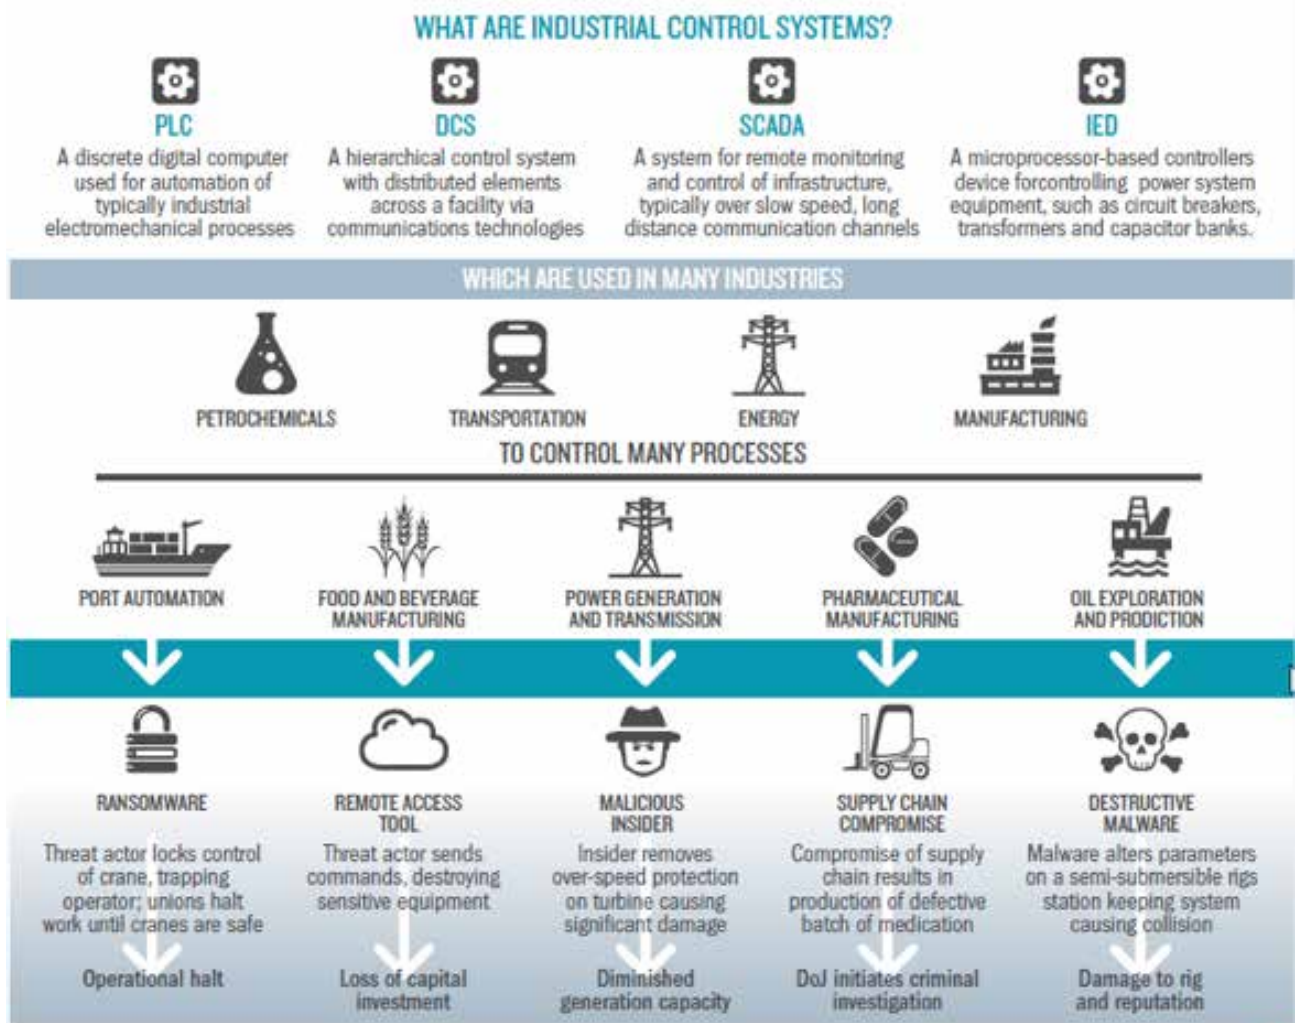 WHAT ARE INDUSTRIAL CONTROL SYSTEMS?
PLC
A discrete digital computer
used for automation of
typically industrial
electromechanical processes
DCS
A hierarchical control system
with distributed elements
across a facility via
communications technologies
SCADA
A system for remote monitoring
and control of infrastructure,
typically over slow speed, long
distance communication channels
IED
A microprocessor-based controllers
device forcontrolling power system
equipment, such as circuit breakers,
transformers and capacitor banks.
WHICH ARE USED IN MANY INDUSTRIES
PETROCHEMICALS
TRANSPORTATION
ENERGY
MANUFACTURING
TO CONTROL MANY PROCESSES
PORT AUTOMATION
FOOD AND BEVERAGE
MANUFACTURING
POWER GENERATION
AND TRANSMISSION
PHARMACEUTICAL
MANUFACTURING
OIL EXPLORATION
AND PRODICTION
RANSOMWARE
Threat actor locks control
of crane, trapping
operator; unions halt
work until cranes are safe
Operational halt
REMOTE ACCESS
TOOL
Threat actor sends
commands, destroying
sensitive equipment
Loss of capital
investment
MALICIOUS
INSIDER
Insider removes
over-speed protection
on turbine causing
significant damage
Diminished
generation capacity
SUPPLY CHAIN
COMPROMISE
Compromise of supply
chain results in
production of defective
batch of medication
DoJ initiates criminal
investigation
DESTRUCTIVE
MALWARE
Malware alters parameters
on a semi-submersible rigs
station keeping system
causing collision
Damage to rig
and reputation